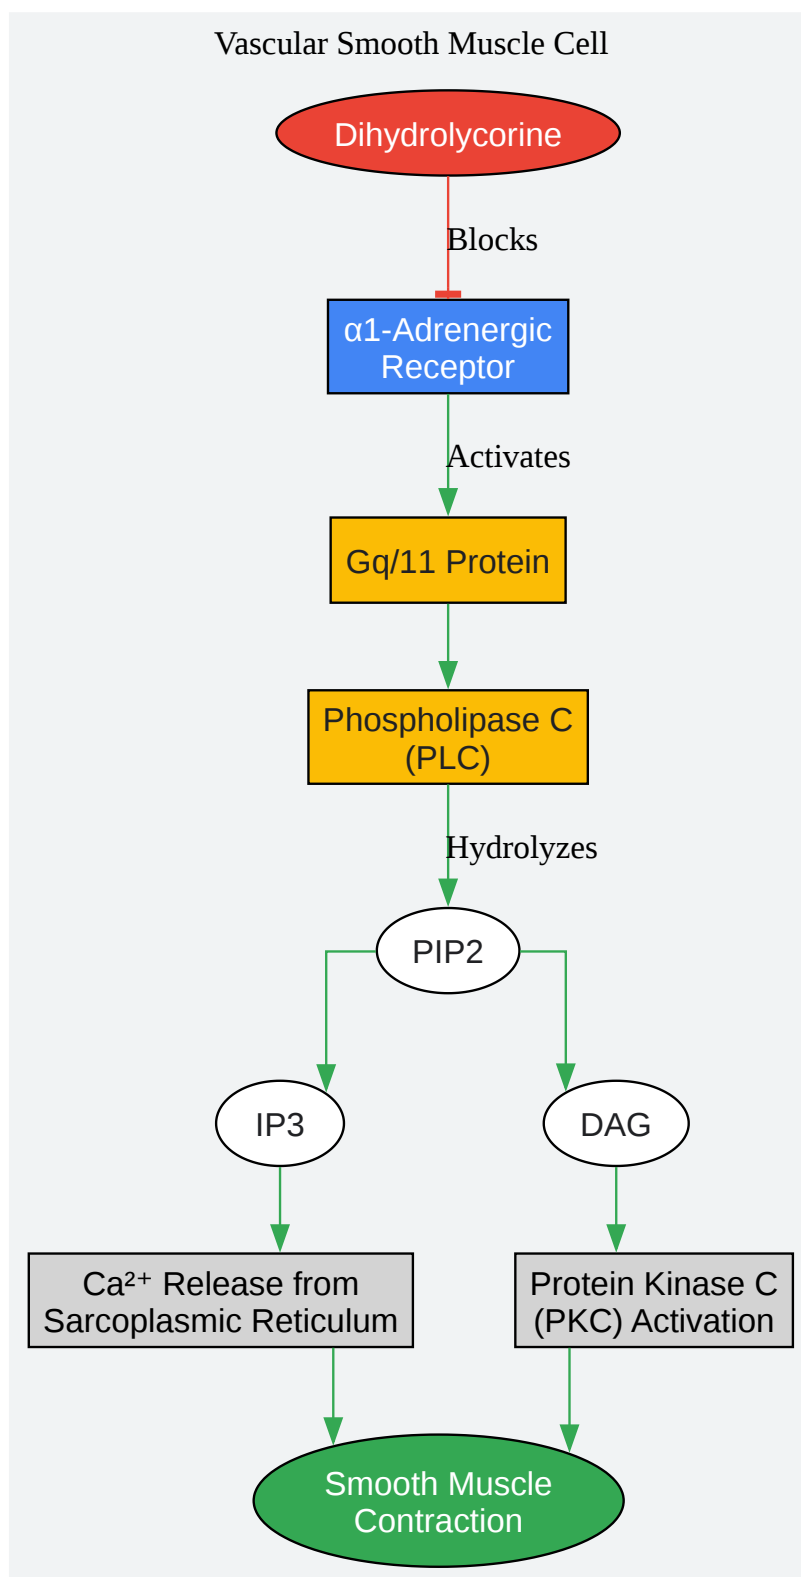 Vascular Smooth Muscle Cell
Dihydrolycorine
Blocks
α1-Adrenergic
Receptor
Activates
Gq/11 Protein
Phospholipase C
(PLC)
Hydrolyzes
PIP2
IP3
DAG
Ca²⁺ Release from
Sarcoplasmic Reticulum
Protein Kinase C
(PKC) Activation
Smooth Muscle
Contraction